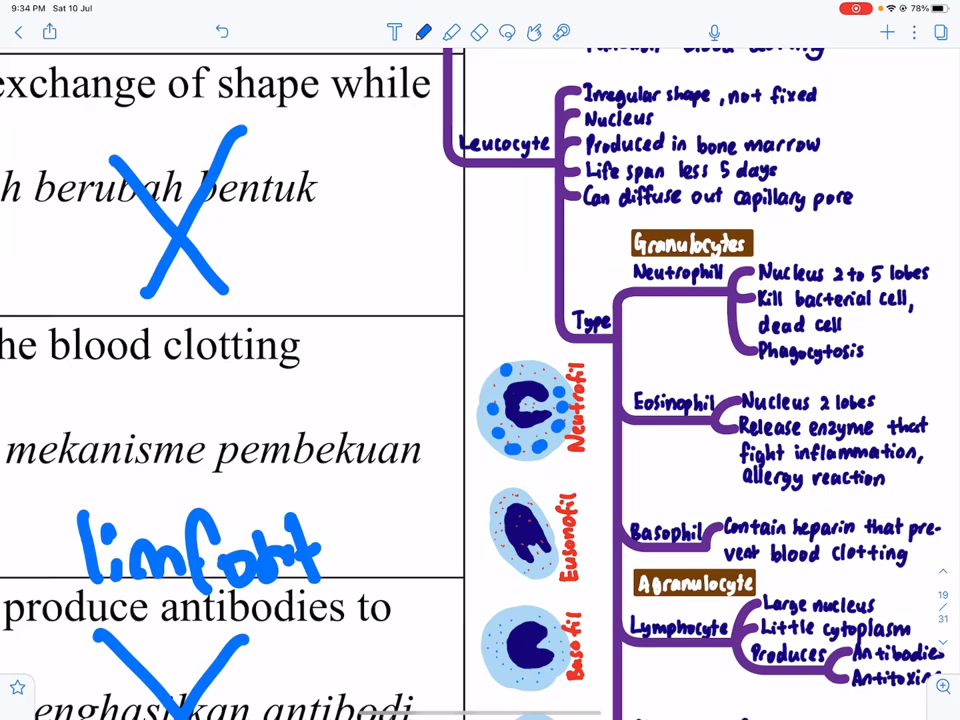 9:34 PM Sat 10 Jul
78%
exchange of shape while
h berubah bentuk
he blood clotting
mekanisme pembekuan
limfosit
produce antibodies to
enghasilkan antibodi
Leucocyte
Irregular shape, not fixed
Nucleus
Produced in bone marrow
Life span less 5 days
Can diffuse out capillary pore
Type
Granulocytes
Neutrophill
Nucleus 2 to 5 lobes
Kill bacterial cell,
dead cell
Phagocytosis
Neutrofil
Eosinophil
Nucleus 2 lobes
Release enzyme that
fight inflammation,
allergy reaction
Eusonofil
Basophil
Contain heparin that pre-
vent blood clotting
Agranulocyte
Basofil
Lymphocyte
Large nucleus
Little cytoplasm
Produces
Antibodies
Antitoxins
19
/
31